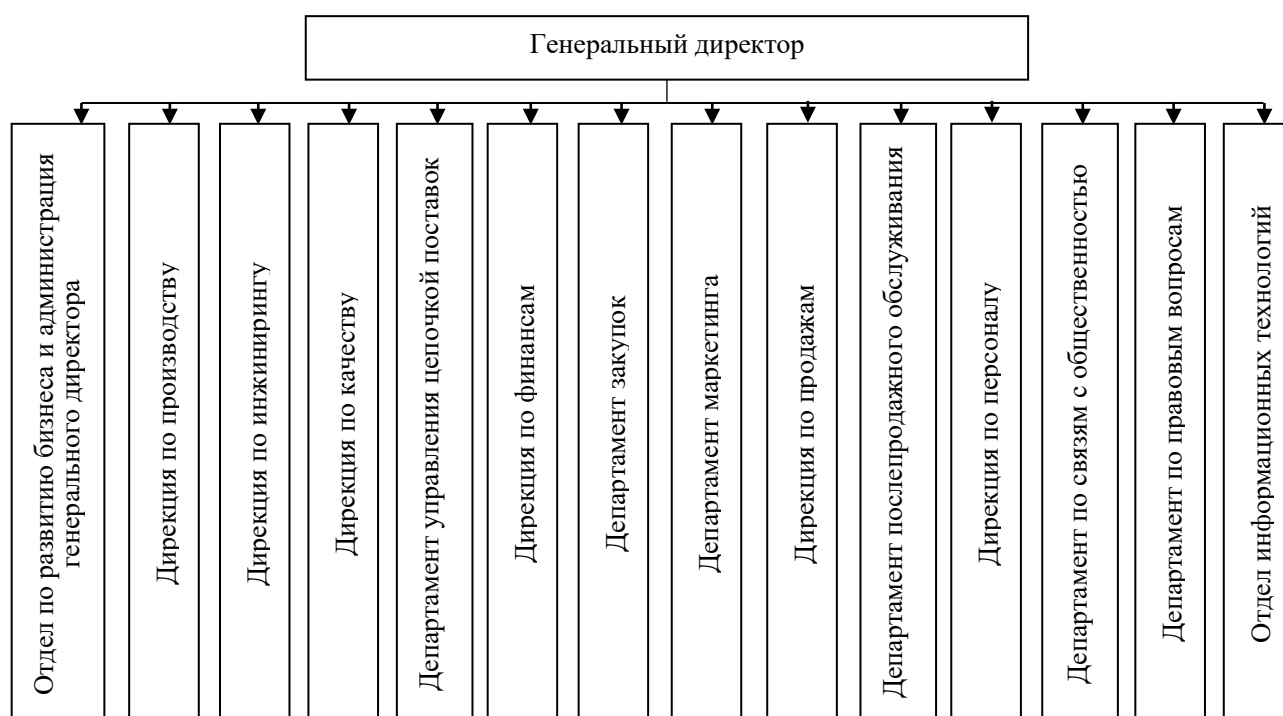 Генеральный директор
Отдел по развитию бизнеса и администрация
генерального директора
Дирекция по производству
Дирекция по инжинирингу
Дирекция по качеству
Департамент управления цепочкой поставок
Дирекция по финансам
Департамент закупок
Департамент маркетинга
Дирекция по продажам
Департамент послепродажного обслуживания
Дирекция по персоналу
Департамент по связям с общественностью
Департамент по правовым вопросам
Отдел информационных технологий